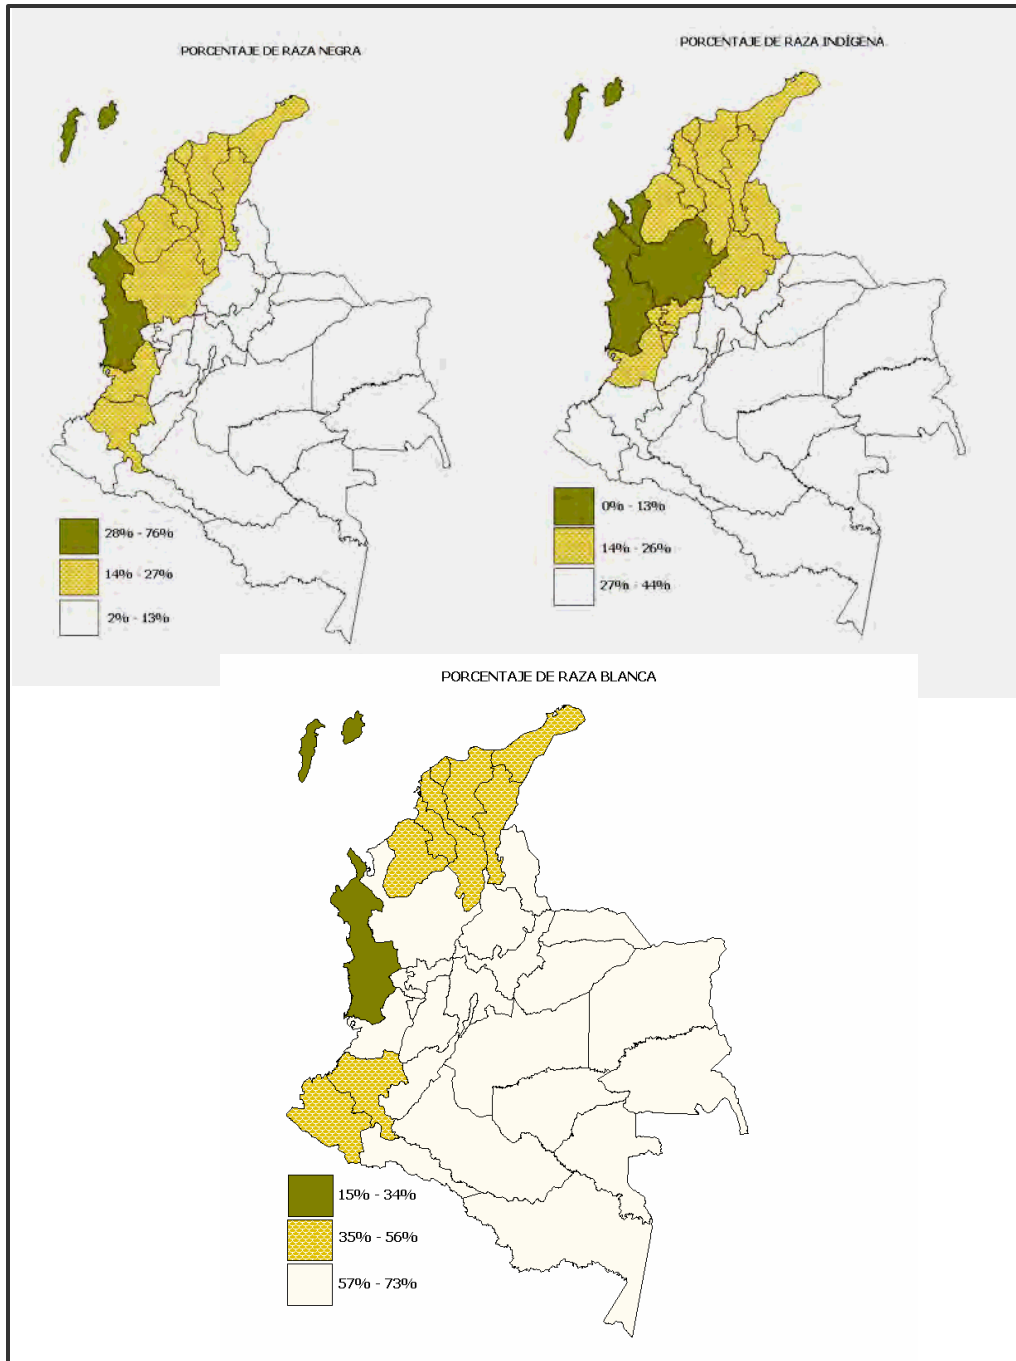 PORCENTAJE DE RAZA NEGRA
28% - 76%
14% - 27%
2% - 13%
PORCENTAJE DE RAZA INDÍGENA
0% - 13%
14% - 26%
27% - 44%
PORCENTAJE DE RAZA BLANCA
15% - 34%
35% - 56%
57% - 73%